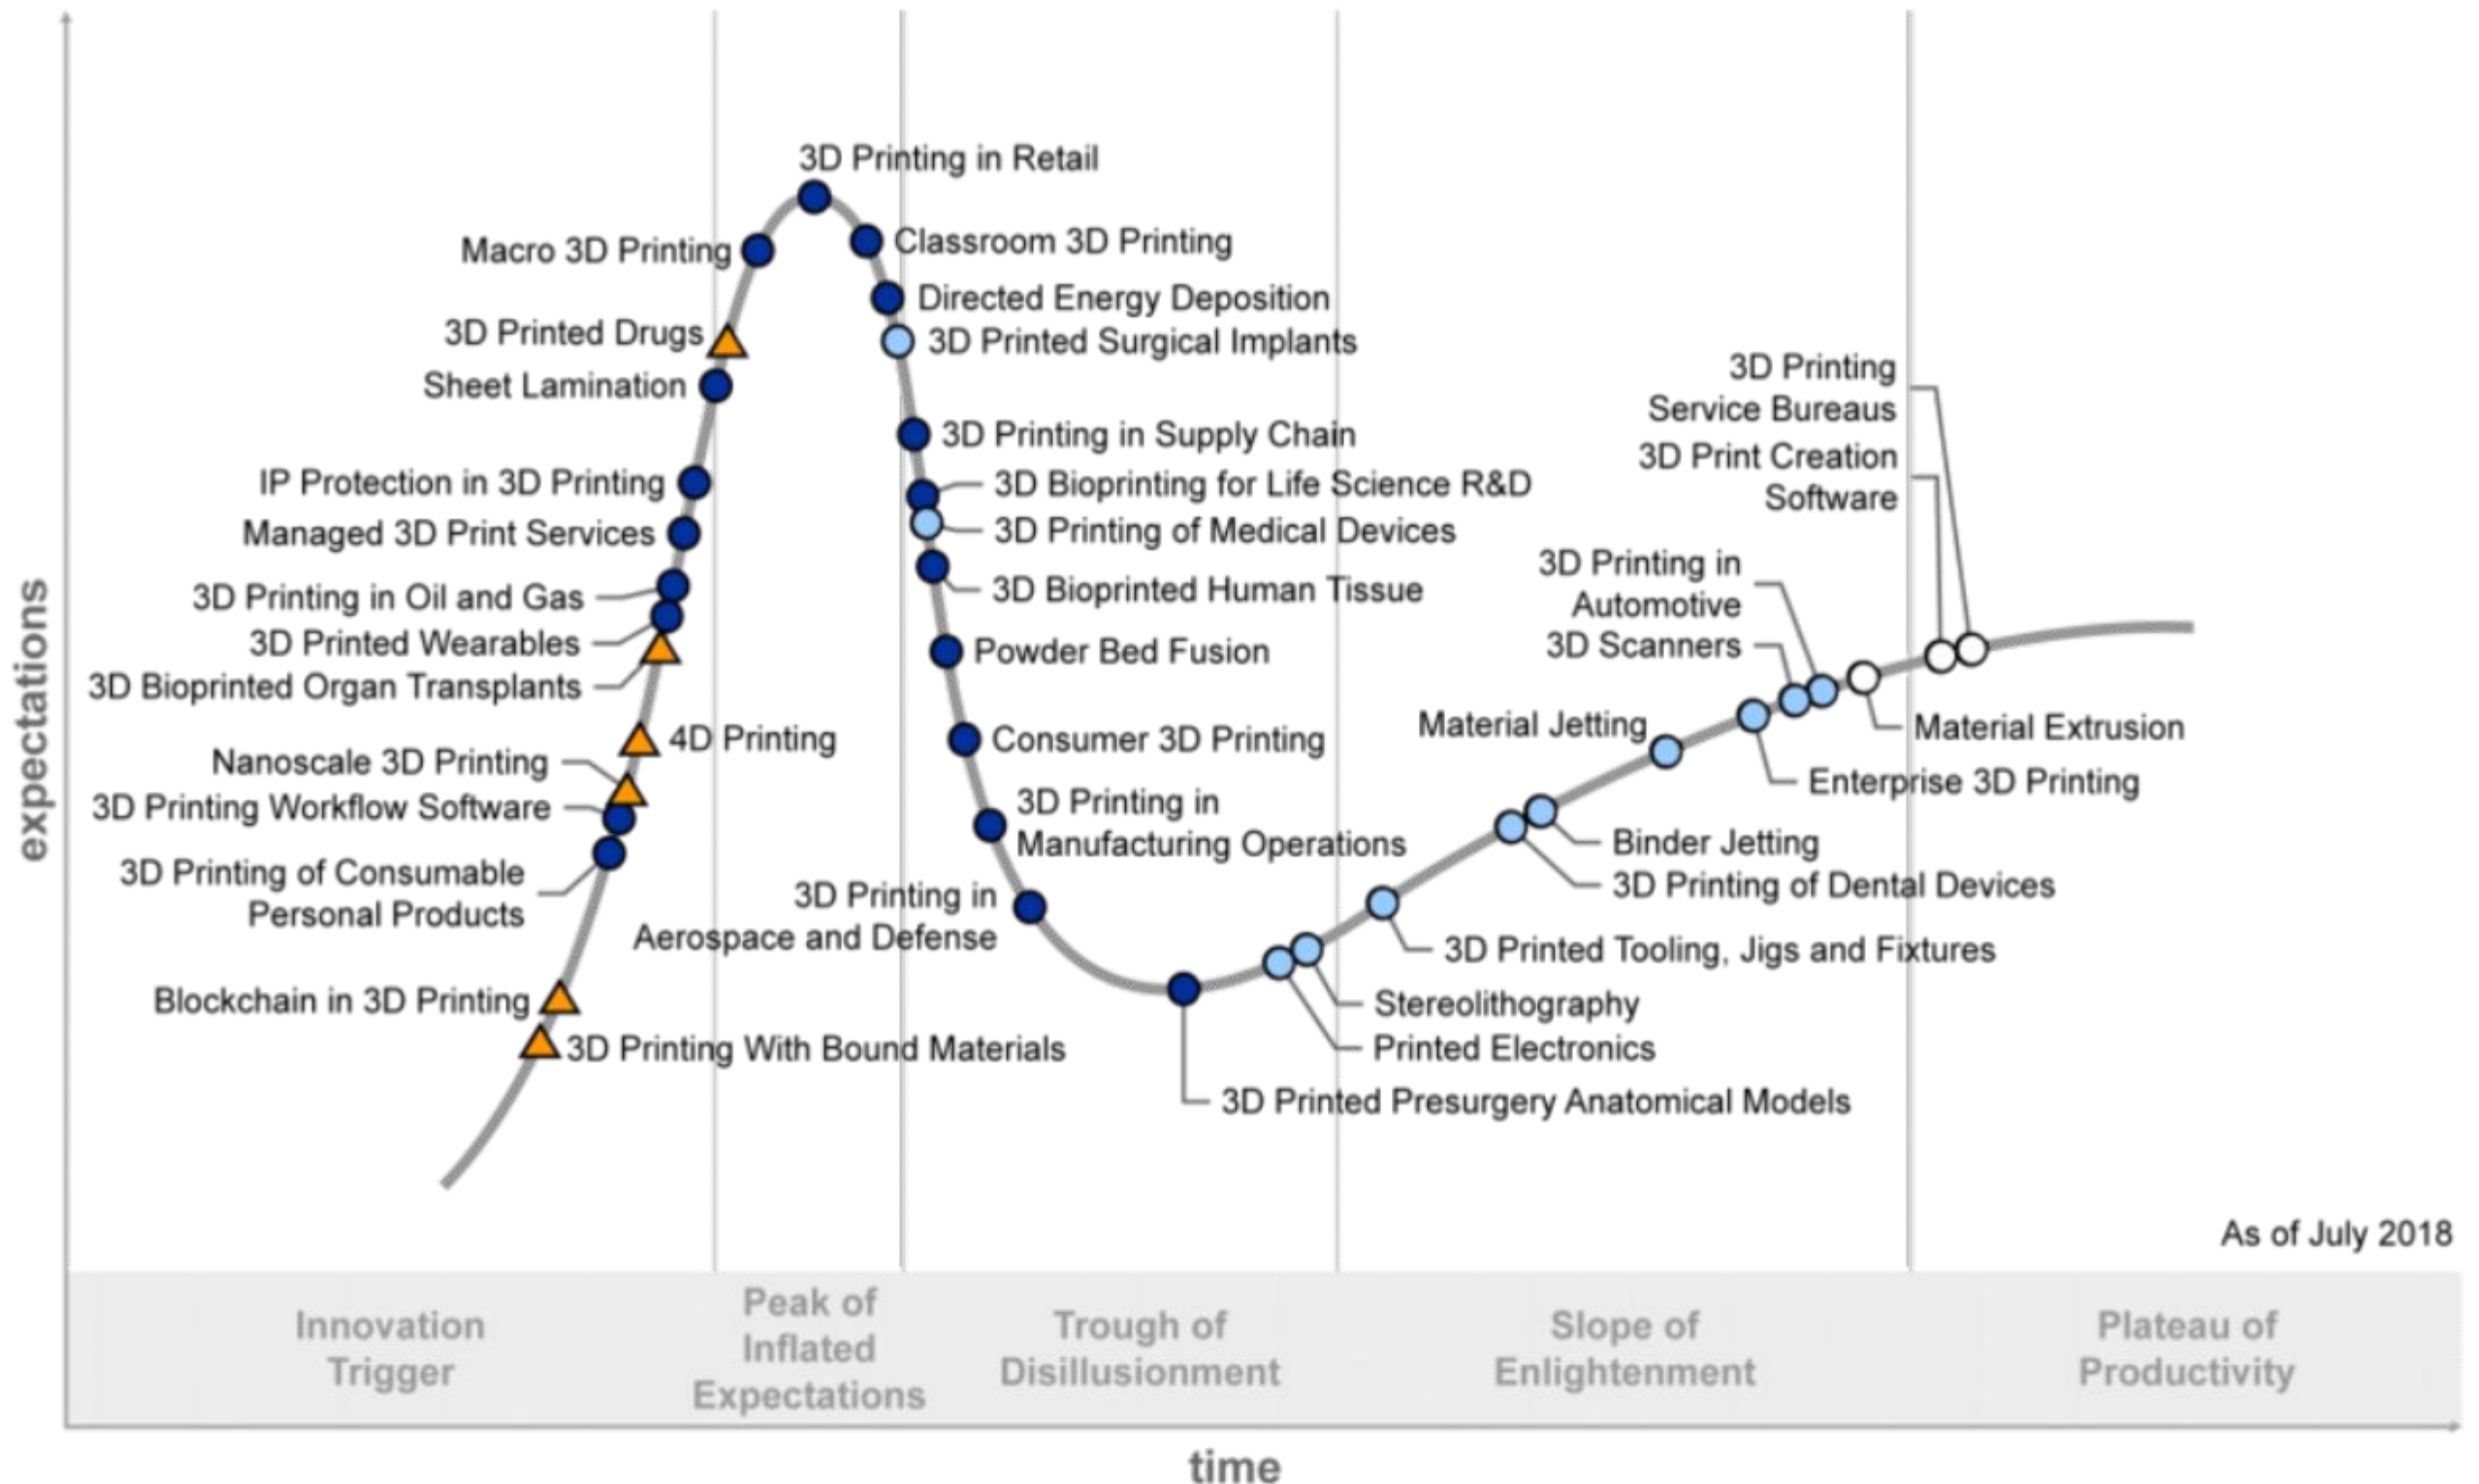 3D Printing in Retail
Macro 3D Printing
Classroom 3D Printing
Directed Energy Deposition
3D Printed Drugs
3D Printed Surgical Implants
Sheet Lamination
3D Printing
Service Bureaus
3D Printing in Supply Chain
3D Print Creation
Software
IP Protection in 3D Printing
3D Bioprinting for Life Science R&D
Managed 3D Print Services
3D Printing of Medical Devices
3D Printing in
Automotive
3D Printing in Oil and Gas
3D Bioprinted Human Tissue
3D Printed Wearables
3D Scanners
Powder Bed Fusion
3D Bioprinted Organ Transplants
4D Printing
Consumer 3D Printing
Material Jetting
Material Extrusion
Nanoscale 3D Printing
Enterprise 3D Printing
3D Printing Workflow Software
3D Printing in
Manufacturing Operations
Binder Jetting
3D Printing of Consumable
Personal Products
3D Printing of Dental Devices
3D Printing in
Aerospace and Defense
3D Printed Tooling, Jigs and Fixtures
Blockchain in 3D Printing
Stereolithography
3D Printing With Bound Materials
Printed Electronics
3D Printed Presurgery Anatomical Models
expectations
As of July 2018
Innovation
Trigger
Peak of
Inflated
Expectations
Trough of
Disillusionment
Slope of
Enlightenment
Plateau of
Productivity
time